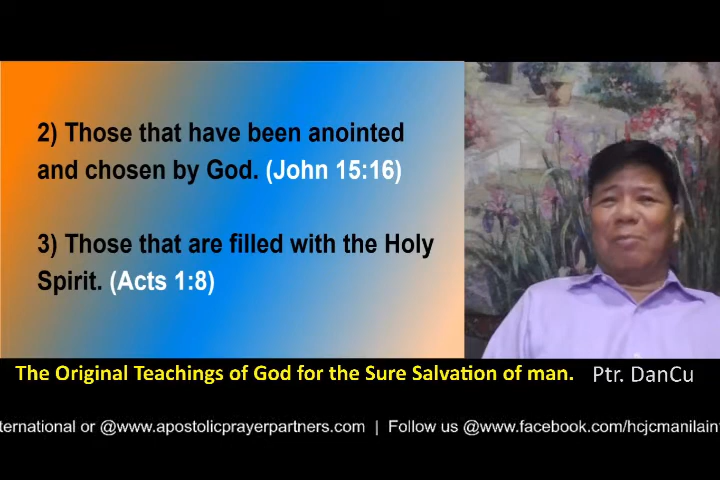 2) Those that have been anointed
and chosen by God. (John 15:16)
3) Those that are filled with the Holy
Spirit. (Acts 1:8)
The Original Teachings of God for the Sure Salvation of man. Ptr. DanCu
or @www.apostolicprayerpartners.com | Follow us @www.facebook.com/hcjcmanilaint